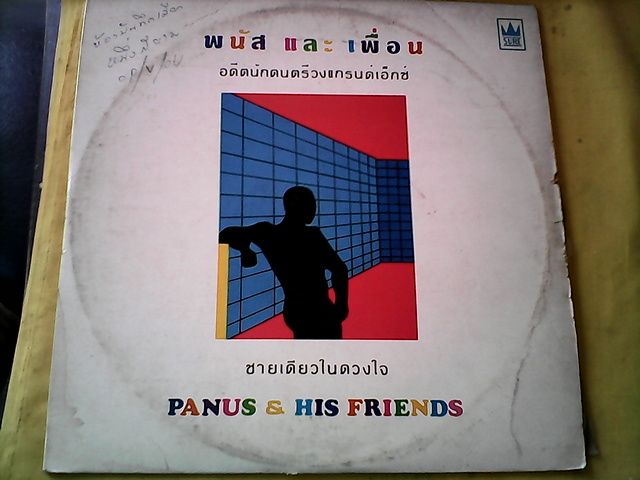 พนัส และ เพื่อน
อดีตนักดนตรีวงแกรนด์เอ็กซ์
ชายเดียวในดวงใจ
PANUS & HIS FRIENDS